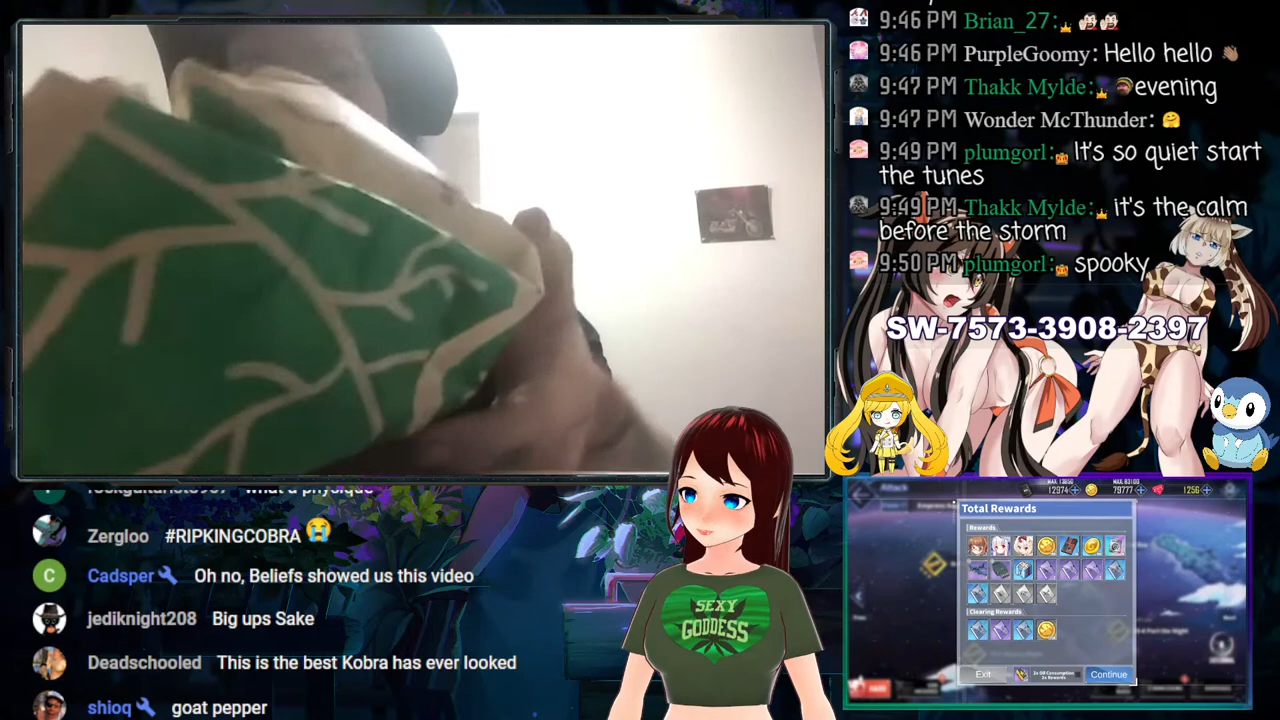 9:46 PM Brian_27:
9:46 PM PurpleGoomy: Hello hello
9:47 PM Thakk Mylde: evening
9:47 PM Wonder McThunder:
9:49 PM plumgorl: It's so quiet start
the tunes
9:49 PM Thakk Mylde: it's the calm
before the storm
9:50 PM plumgorl: spooky
SW-7573-3908-2397
what a physique
Zergloo #RIPKINGCOBRA
C Cadsper Oh no, Beliefs showed us this video
jediknight208 Big ups Sake
Deadschooled This is the best Kobra has ever looked
shioq goat pepper
SEXY
GODDESS
12974 79777 1256
Total Rewards
Rewards
Clearing Rewards
Exit
Continue